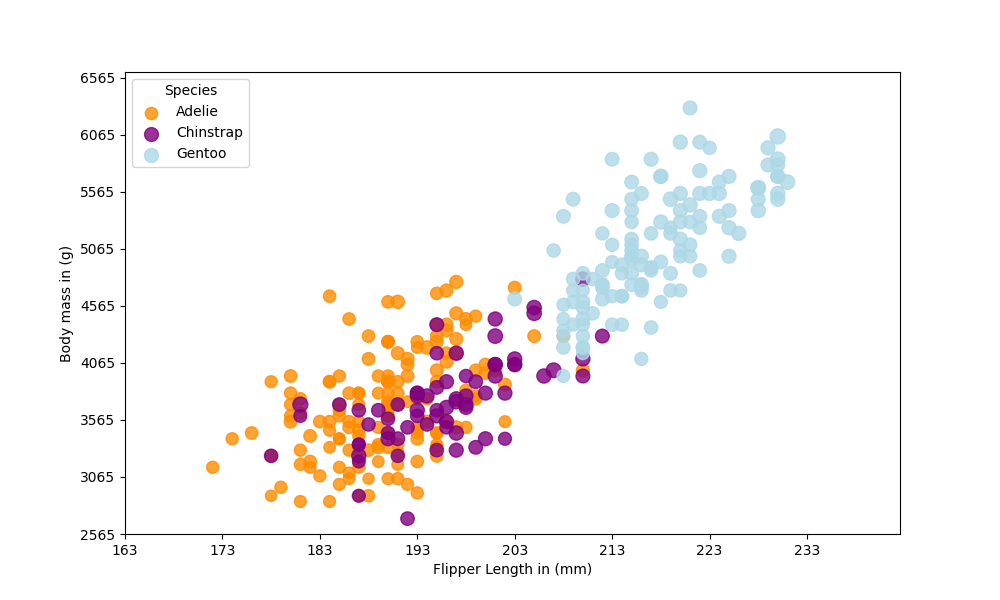 Species
Adelie
Chinstrap
Gentoo
6565
6065
5565
5065
4565
4065
3565
3065
2565
Body mass in (g)
163 173 183 193 203 213 223 233
Flipper Length in (mm)